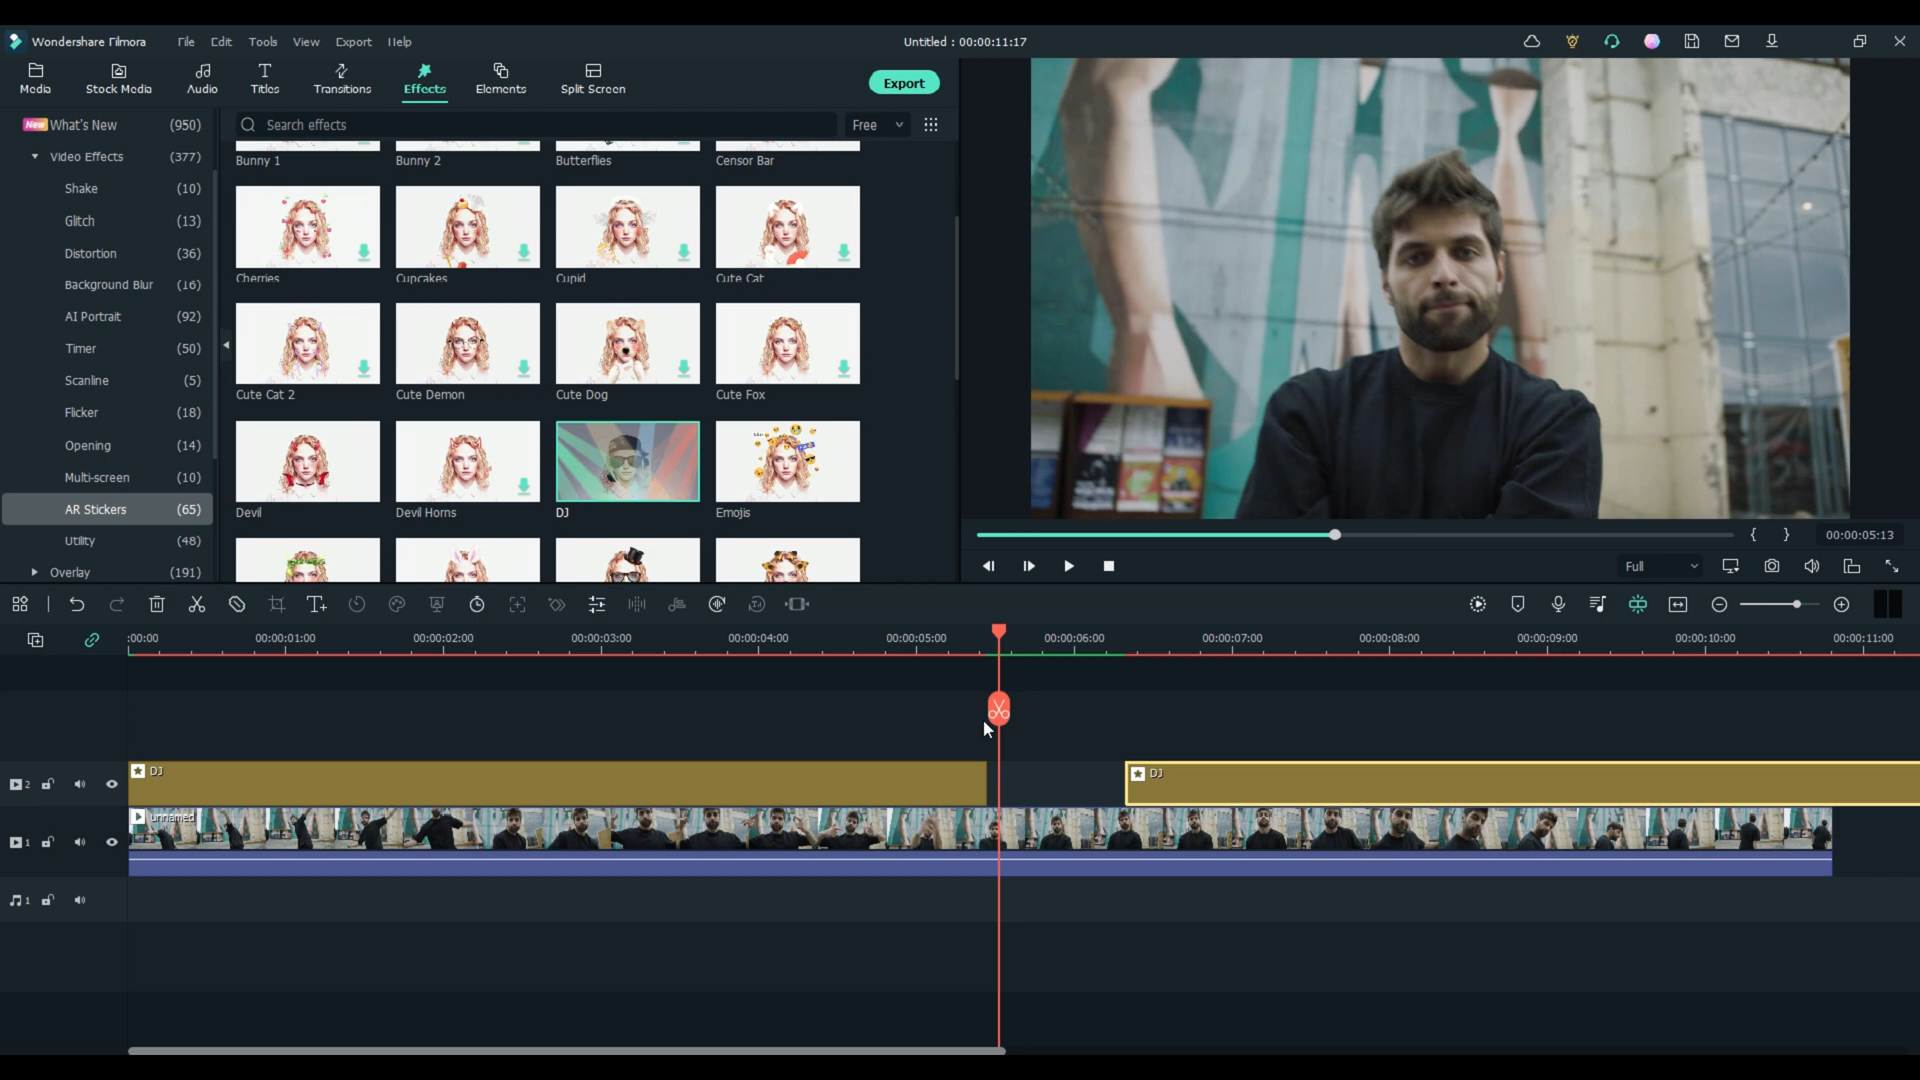 Wondershare Filmora File Edit Tools View Export Help Untitled : 00:00:11:17
Media Stock Media Audio Titles Transitions Effects Elements Split Screen Export
New What's New (950) Search effects Free
Video Effects (377) Bunny 1 Bunny 2 Butterflies Censor Bar
Shake (10)
Glitch (13)
Distortion (36)
Cherries Cupcakes Cupid Cute Cat
Background Blur (16)
AI Portrait (92)
Timer (50)
Scanline (5)
Cute Cat 2 Cute Demon Cute Dog Cute Fox
Flicker (18)
Opening (14)
Multi-screen (10)
AR Stickers (65) Devil Devil Horns DJ Emojis
Utility (48) { } 00:00:05:13
Overlay (191) Full
:00:00 00:00:01:00 00:00:02:00 00:00:03:00 00:00:04:00 00:00:05:00 00:00:06:00 00:00:07:00 00:00:08:00 00:00:09:00 00:00:10:00 00:00:11:00
DJ DJ
2
unnamed
1
1